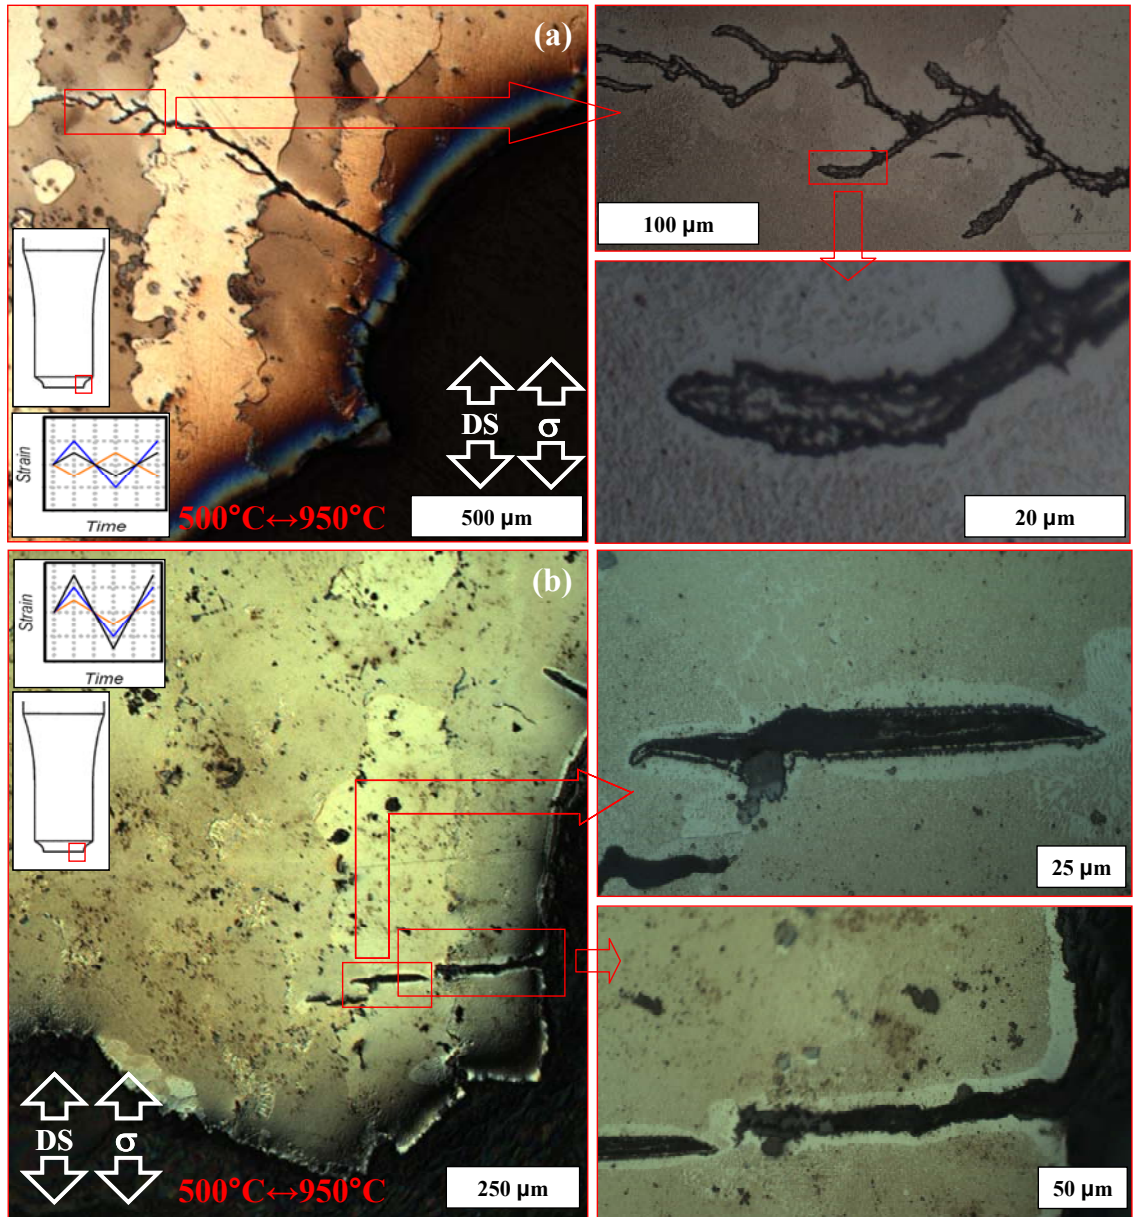 (a)
100 µm
DS
σ
Strain
Time
500°C↔950°C
500 µm
20 µm
(b)
Strain
Time
25 µm
DS
σ
500°C↔950°C
250 µm
50 µm